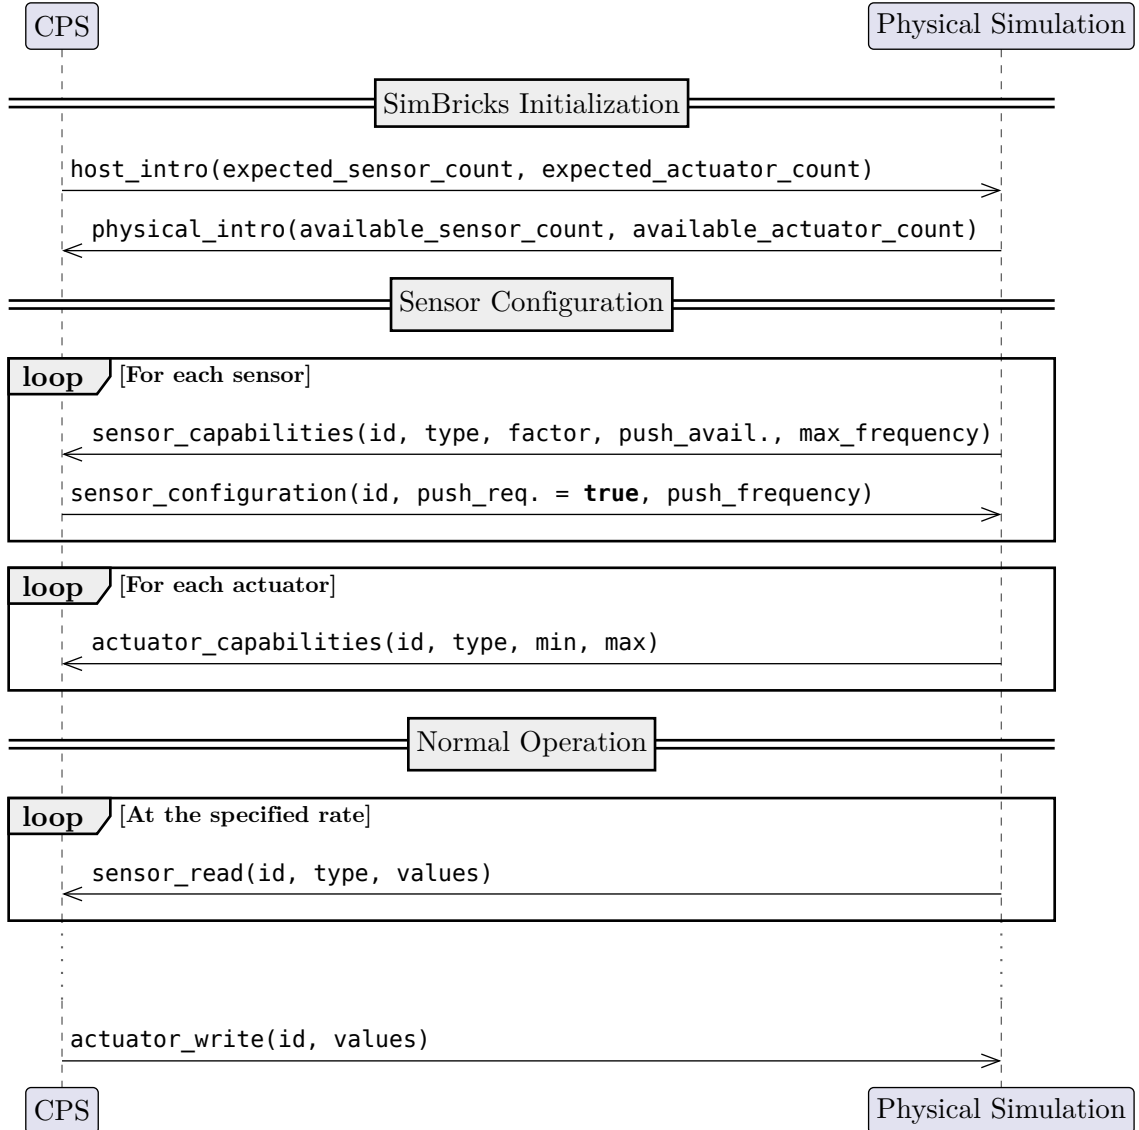 CPS
Physical Simulation
SimBricks Initialization
host_intro(expected_sensor_count, expected_actuator_count)
physical_intro(available_sensor_count, available_actuator_count)
Sensor Configuration
loop [For each sensor]
sensor_capabilities(id, type, factor, push_avail., max_frequency)
sensor_configuration(id, push_req. = true, push_frequency)
loop [For each actuator]
actuator_capabilities(id, type, min, max)
Normal Operation
loop [At the specified rate]
sensor_read(id, type, values)
actuator_write(id, values)
CPS
Physical Simulation